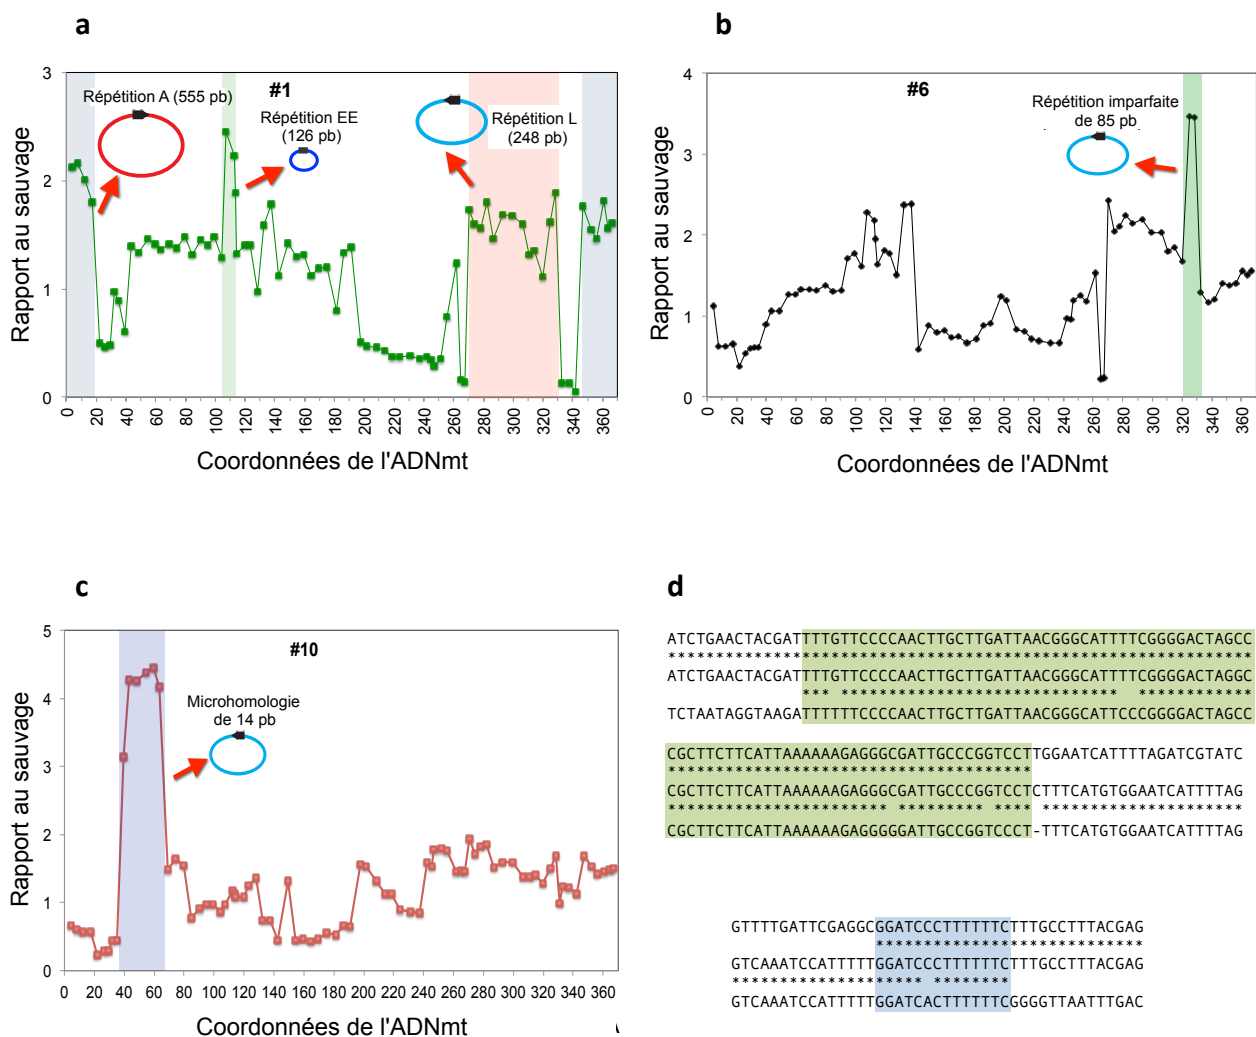 a
#1
Répétition A (555 pb)
Répétition EE
(126 pb)
Répétition L
(248 pb)
Rapport au sauvage
3
2
1
0
0 20 40 60 80 100 120 140 160 180 200 220 240 260 280 300 320 340 360
Coordonnées de l'ADNmt
b
#6
Répétition imparfaite
de 85 pb
Rapport au sauvage
4
3
2
1
0
0 20 40 60 80 100 120 140 160 180 200 220 240 260 280 300 320 340 360
Coordonnées de l'ADNmt
c
#10
Microhomologie
de 14 pb
Rapport au sauvage
5
4
3
2
1
0
0 20 40 60 80 100 120 140 160 180 200 220 240 260 280 300 320 340 360
Coordonnées de l'ADNmt
d
ATCTGAACTACGATTTTGTTCCCCAACTTGCTTGATTAACGGGCATTTTCGGGGACTAGCC
*************************************************************
ATCTGAACTACGATTTTGTTCCCCAACTTGCTTGATTAACGGGCATTTTCGGGGACTAGGC
*** ***************************** ***********
TCTAATAGGTAAGATTTTTTCCCCAACTTGCTTGATTAACGGGCATTCCCGGGGACTAGCC
CGCTTCTTCATTAAAAAAGAGGGCGATTGCCCGGTCCTTGGAATCATTTTAGATCGTATC
**************************************
CGCTTCTTCATTAAAAAAGAGGGCGATTGCCCGGTCCTCTTTCATGTGGAATCATTTTAG
*********************** ********* **** *********************
CGCTTCTTCATTAAAAAAGAGGGGGATTGCCGGTCCCT-TTTCATGTGGAATCATTTTAG
GTTTTGATTCGAGGCGGATCCCTTTTTTCTTTGCCTTTACGAG
****************************
GTCAAATCCATTTTTGGATCCCTTTTTTCTTTGCCTTTACGAG
******************** ********
GTCAAATCCATTTTTGGATCACTTTTTTCGGGGTTAATTTGAC